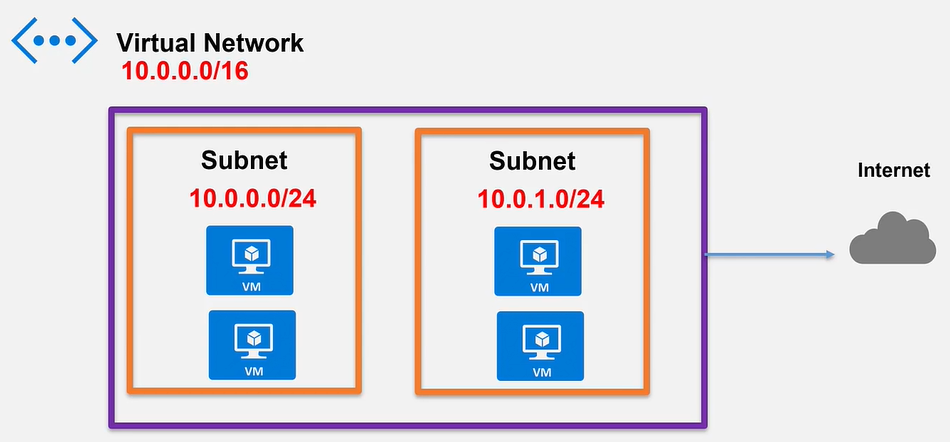 Virtual Network
10.0.0.0/16
Subnet
10.0.0.0/24
VM
VM
Subnet
10.0.1.0/24
VM
VM
Internet